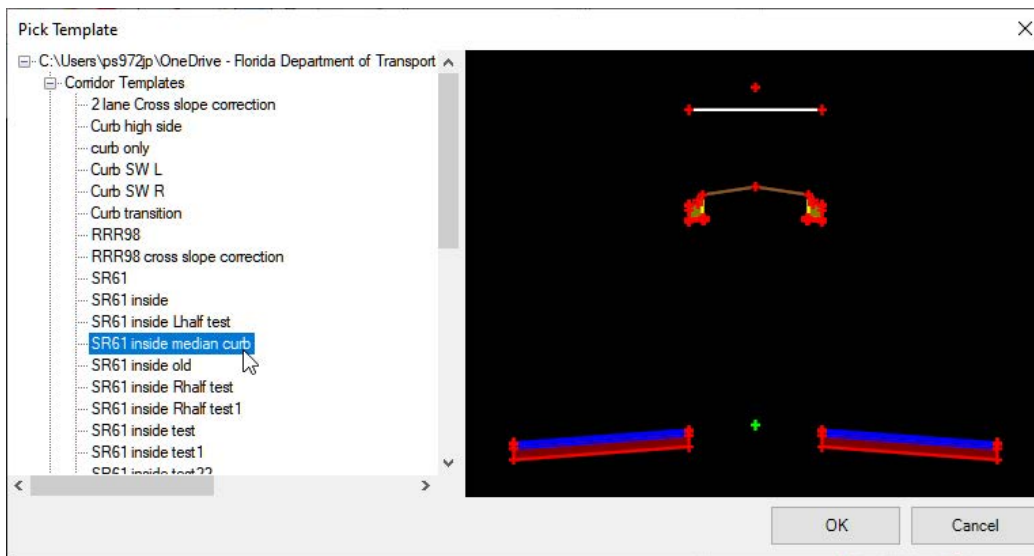 Pick Template
C:\Users\ps972jp\OneDrive - Florida Department of Transport
Corridor Templates
2 lane Cross slope correction
Curb high side
curb only
Curb SW L
Curb SW R
Curb transition
RRR98
RRR98 cross slope correction
SR61
SR61 inside
SR61 inside Lhalf test
SR61 inside median curb
SR61 inside old
SR61 inside Rhalf test
SR61 inside Rhalf test1
SR61 inside test
SR61 inside test1
SR61 inside test22
OK Cancel